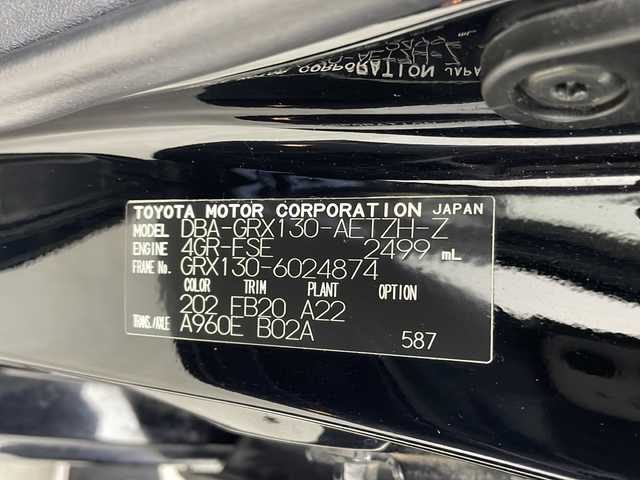 TOYOTA MOTOR CORPORATION JAPAN
MODEL DBA-GRX130-AETZH-Z
ENGINE 4GR-FSE 2499 mL
FRAME No. GRX130-6024874
COLOR TRIM PLANT OPTION
202 FB20 A22
TRANS./AXLE A960E B02A
587